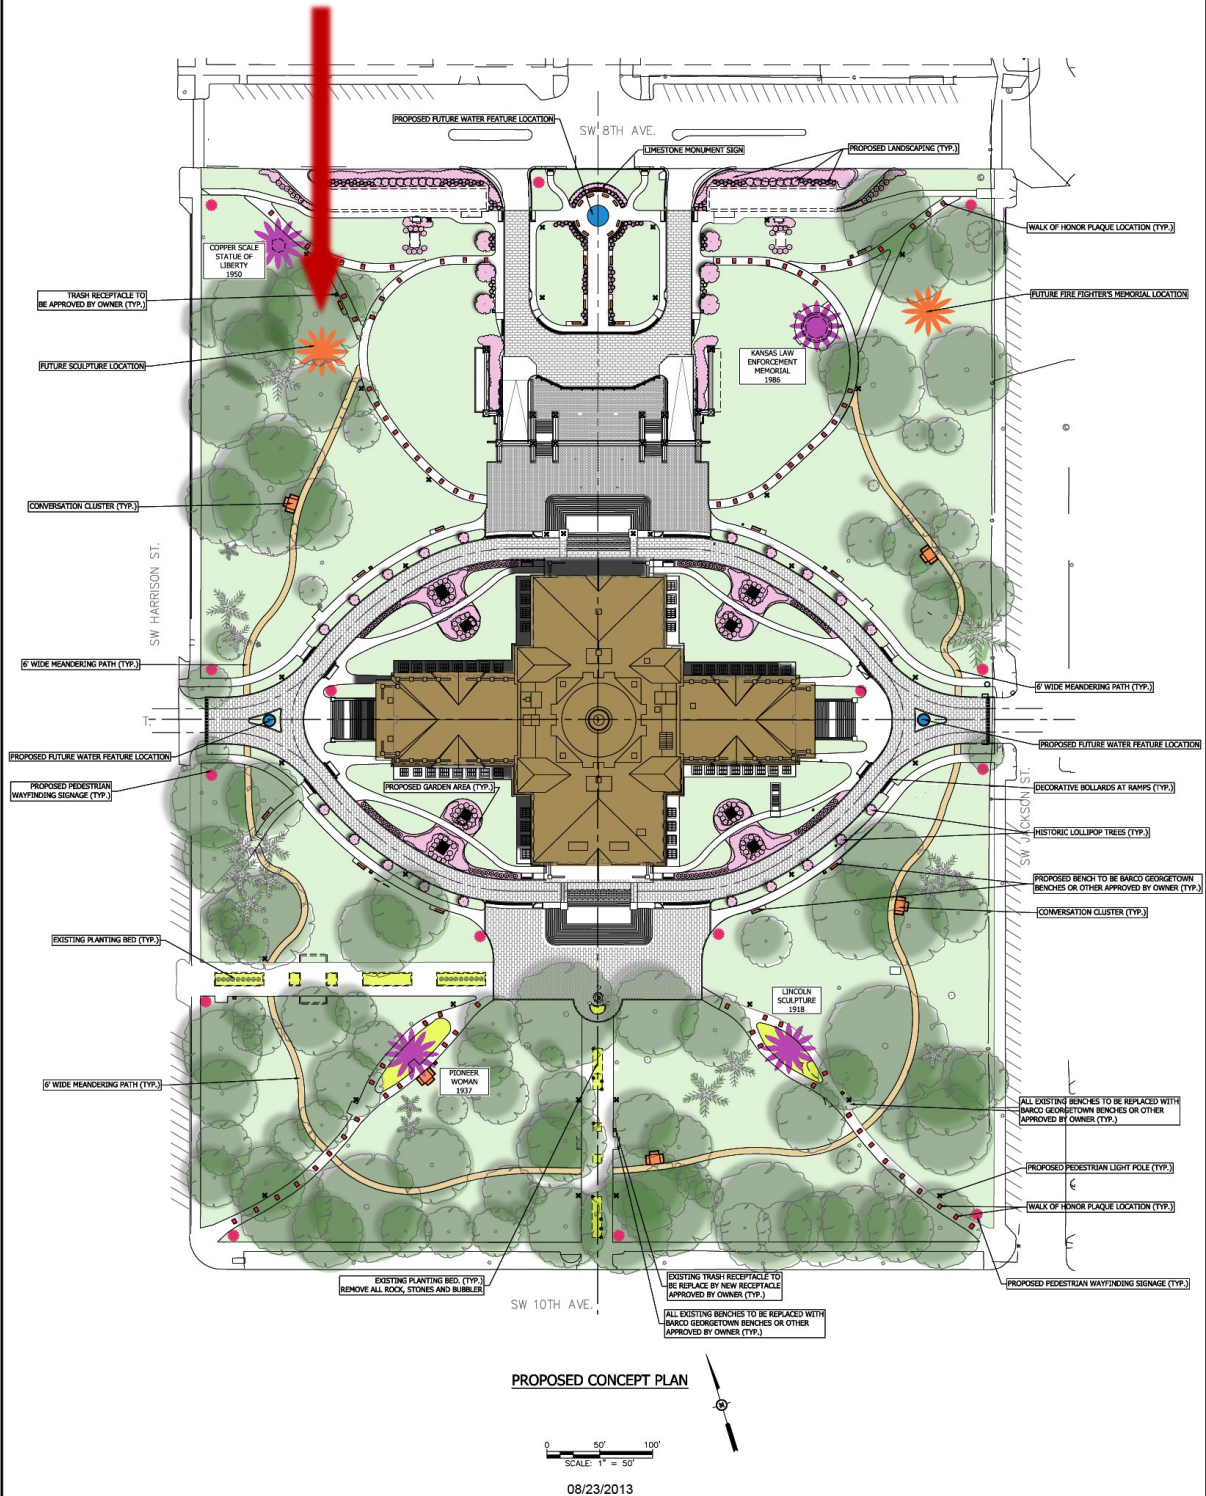 PROPOSED FUTURE WATER FEATURE LOCATION
SW 8TH AVE.
LIMESTONE MONUMENT SIGN
PROPOSED LANDSCAPING (TYP.)
WALK OF HONOR PLAQUE LOCATION (TYP.)
COPPER SCALE
STATUE OF
LIBERTY
1950
TRASH RECEPTACLE TO
BE APPROVED BY OWNER (TYP.)
FUTURE FIRE FIGHTER'S MEMORIAL LOCATION
FUTURE SCULPTURE LOCATION
KANSAS LAW
ENFORCEMENT
MEMORIAL
1986
CONVERSATION CLUSTER (TYP.)
SW HARRISON ST.
6' WIDE MEANDERING PATH (TYP.)
6' WIDE MEANDERING PATH (TYP.)
PROPOSED FUTURE WATER FEATURE LOCATION
PROPOSED FUTURE WATER FEATURE LOCATION
PROPOSED PEDESTRIAN
WAYFINDING SIGNAGE (TYP.)
PROPOSED GARDEN AREA (TYP.)
DECORATIVE BOLLARDS AT RAMPS (TYP.)
SW JACKSON ST.
HISTORIC LOLLIPOP TREES (TYP.)
PROPOSED BENCH TO BE BARCO GEORGETOWN
BENCHES OR OTHER APPROVED BY OWNER (TYP.)
CONVERSATION CLUSTER (TYP.)
EXISTING PLANTING BED (TYP.)
LINCOLN
SCULPTURE
1918
PIONEER
WOMAN
1937
6' WIDE MEANDERING PATH (TYP.)
ALL EXISTING BENCHES TO BE REPLACED WITH
BARCO GEORGETOWN BENCHES OR OTHER
APPROVED BY OWNER (TYP.)
PROPOSED PEDESTRIAN LIGHT POLE (TYP.)
WALK OF HONOR PLAQUE LOCATION (TYP.)
PROPOSED PEDESTRIAN WAYFINDING SIGNAGE (TYP.)
EXISTING PLANTING BED. (TYP.)
REMOVE ALL ROCK, STONES AND BUBBLER
EXISTING TRASH RECEPTACLE TO
BE REPLACE BY NEW RECEPTACLE
APPROVED BY OWNER (TYP.)
SW 10TH AVE.
ALL EXISTING BENCHES TO BE REPLACED WITH
BARCO GEORGETOWN BENCHES OR OTHER
APPROVED BY OWNER (TYP.)
PROPOSED CONCEPT PLAN
0 50' 100'
SCALE: 1" = 50'
08/23/2013